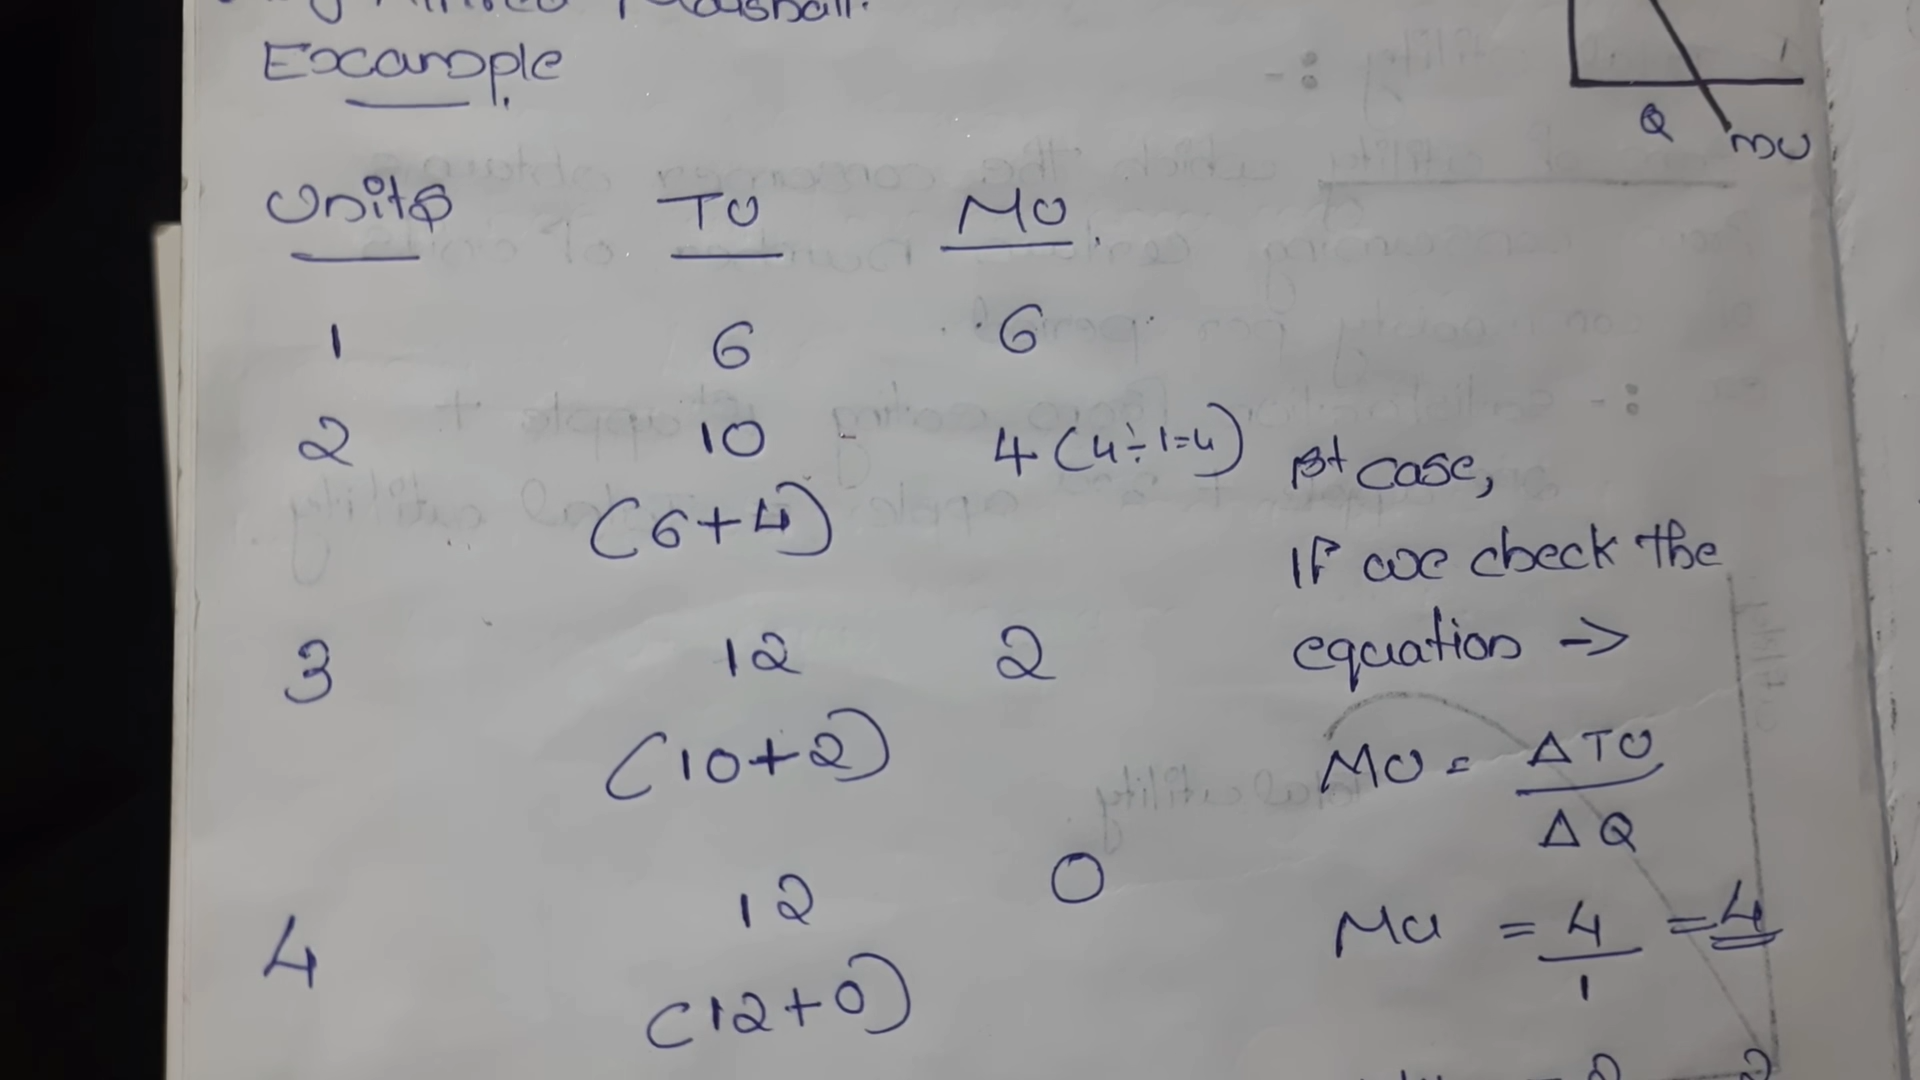 Example
Q
MU
Units TU MU
1 6 6
2 10 4 (4÷1=4)
(6+4)
3 12 2
(10+2)
4 12 0
(12+0)
1st case,
If we check the
equation →
MU = ΔTU
ΔQ
MU = 4 = 4
1